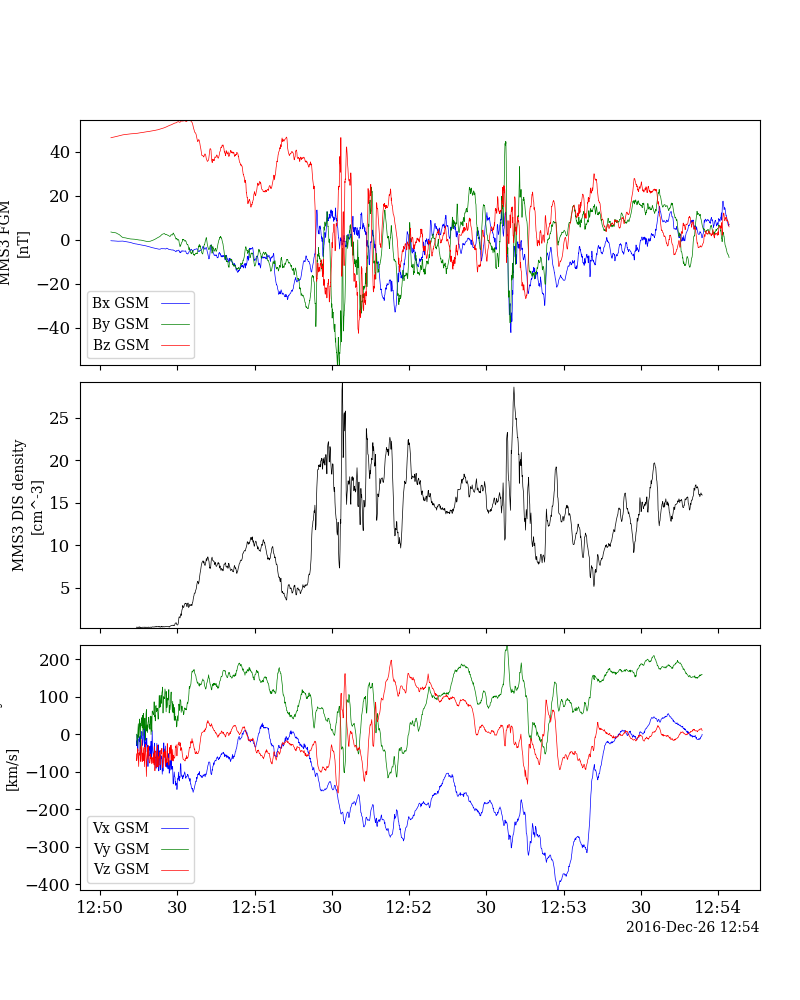 40
20
0
−20
−40
MMS3 FGM
[nT]
Bx GSM
By GSM
Bz GSM
25
20
15
10
5
MMS3 DIS density
[cm^-3]
200
100
0
−100
−200
−300
−400
[km/s]
Vx GSM
Vy GSM
Vz GSM
12:50 30 12:51 30 12:52 30 12:53 30 12:54
2016-Dec-26 12:54